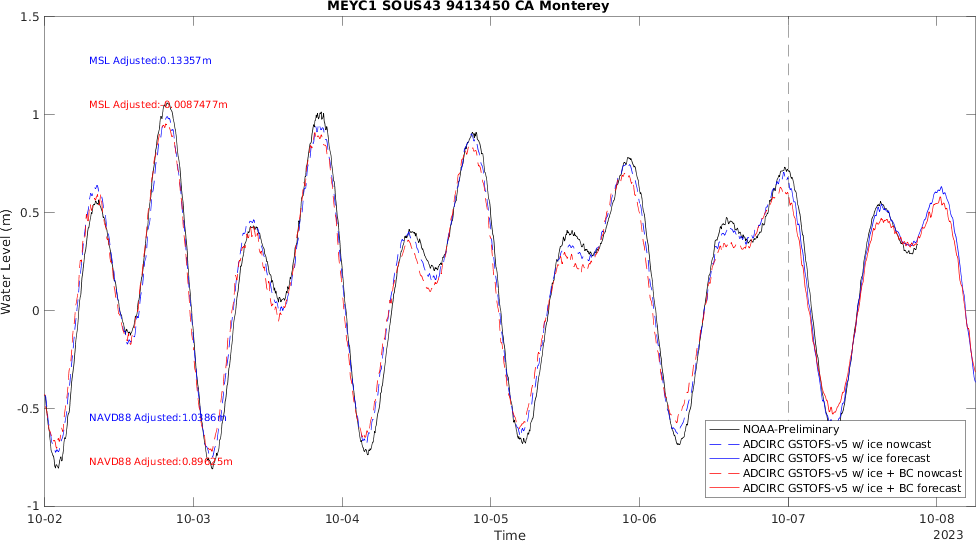 MEYC1 SOUS43 9413450 CA Monterey
1.5
MSL Adjusted:0.13357m
MSL Adjusted:-0.0087477m
1
0.5
Water Level (m)
0
-0.5
NAVD88 Adjusted:1.0386m
NAVD88 Adjusted:0.89625m
-1
NOAA-Preliminary
ADCIRC GSTOFS-v5 w/ ice nowcast
ADCIRC GSTOFS-v5 w/ ice forecast
ADCIRC GSTOFS-v5 w/ ice + BC nowcast
ADCIRC GSTOFS-v5 w/ ice + BC forecast
10-02 10-03 10-04 10-05 10-06 10-07 10-08
Time
2023